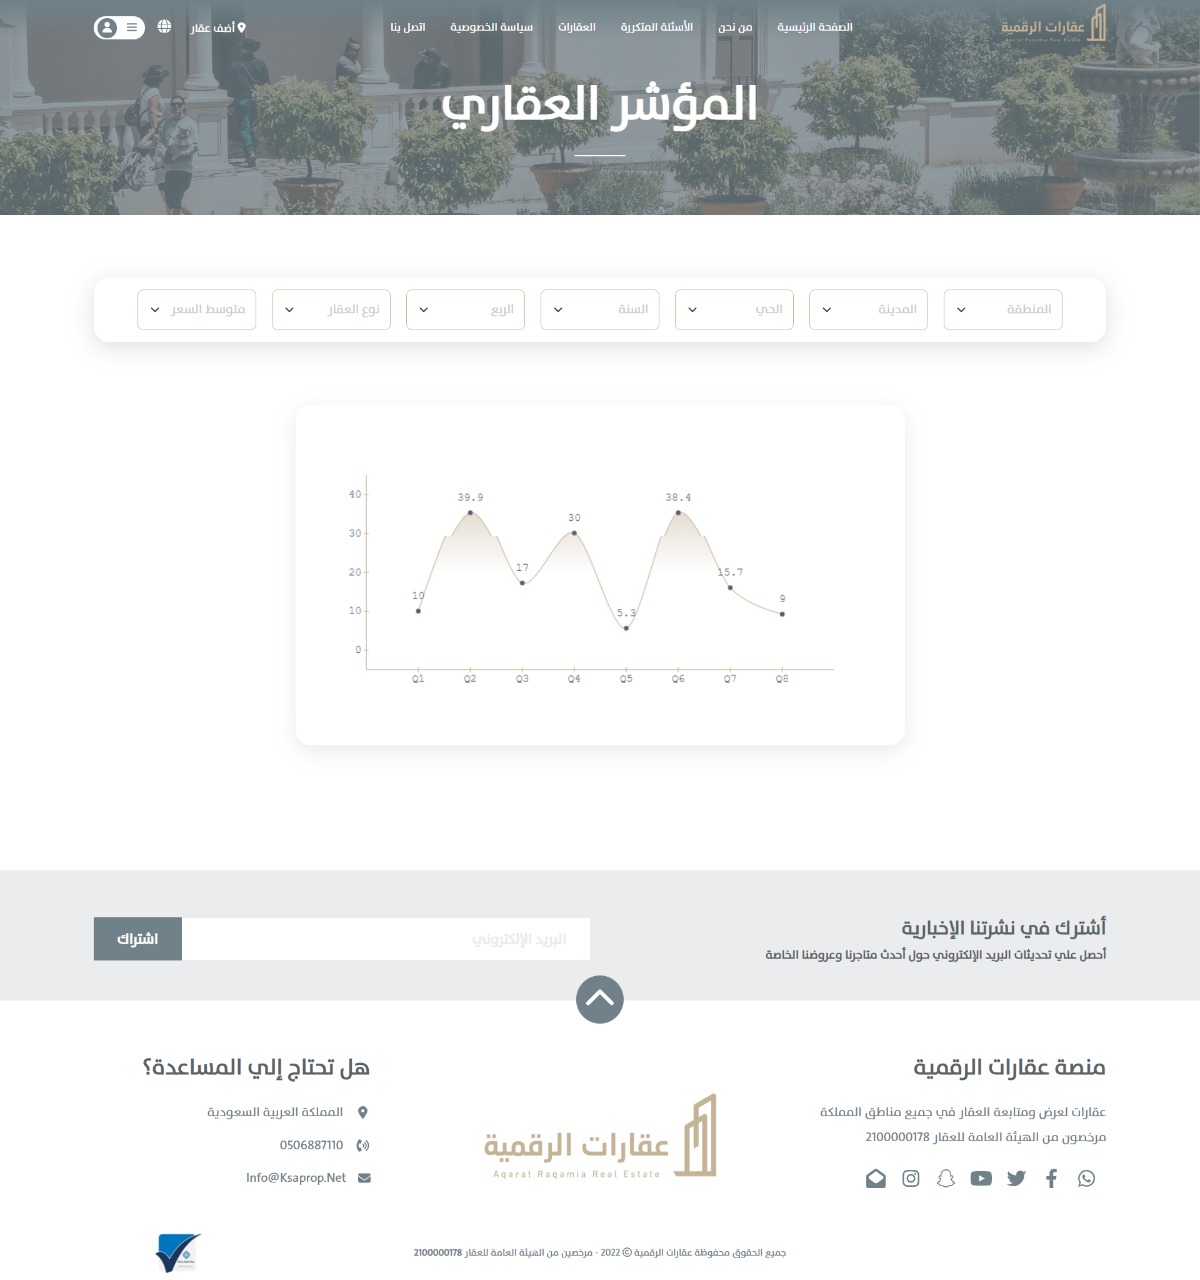 عقارات الرقمية
Aqarat Raqamia Real Estate
الصفحة الرئيسية
من نحن
الأسئلة المتكررة
العقارات
سياسة الخصوصية
اتصل بنا
أضف عقار
المؤشر العقاري
المنطقة
المدينة
الحي
السنة
الربع
نوع العقار
متوسط السعر
40
30
20
10
0
10
39.9
17
30
5.3
38.4
15.7
9
Q1 Q2 Q3 Q4 Q5 Q6 Q7 Q8
أشترك في نشرتنا الإخبارية
أحصل علي تحديثات البريد الإلكتروني حول أحدث متاجرنا وعروضنا الخاصة
البريد الإلكتروني
اشتراك
منصة عقارات الرقمية
عقارات لعرض ومتابعة العقار في جميع مناطق المملكة
مرخصون من الهيئة العامة للعقار 2100000178
عقارات الرقمية
Aqarat Raqamia Real Estate
هل تحتاج إلي المساعدة؟
المملكة العربية السعودية
0506887110
Info@Ksaprop.Net
جميع الحقوق محفوظة عقارات الرقمية © 2022 - مرخصين من الهيئة العامة للعقار 2100000178